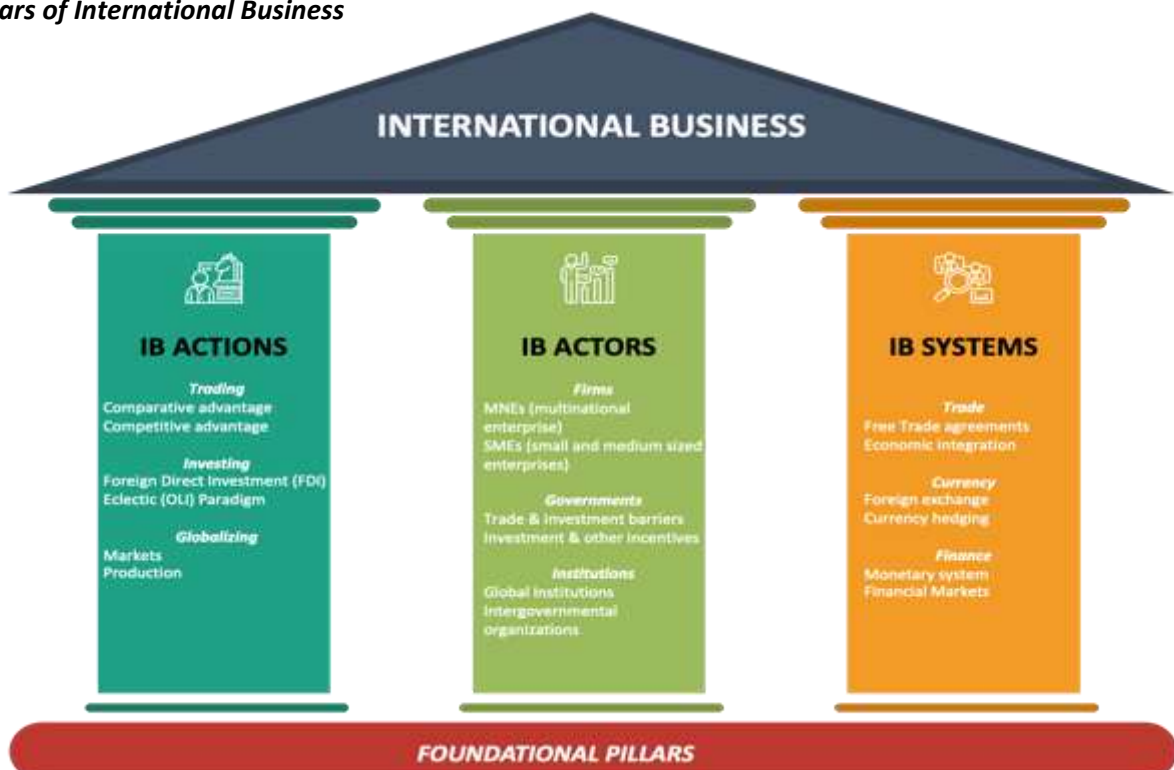 ars of International Business
INTERNATIONAL BUSINESS
IB ACTIONS
Trading
Comparative advantage
Competitive advantage
Investing
Foreign Direct Investment (FDI)
Eclectic (OLI) Paradigm
Globalizing
Markets
Production
IB ACTORS
Firms
MNEs (multinational
enterprise)
SMEs (small and medium sized
enterprises)
Governments
Trade & Investment barriers
Investment & other incentives
Institutions
Global Institutions
Intergovernmental
organizations
IB SYSTEMS
Trade
Free Trade agreements
Economic integration
Currency
Foreign exchange
Currency hedging
Finance
Monetary system
Financial Markets
FOUNDATIONAL PILLARS